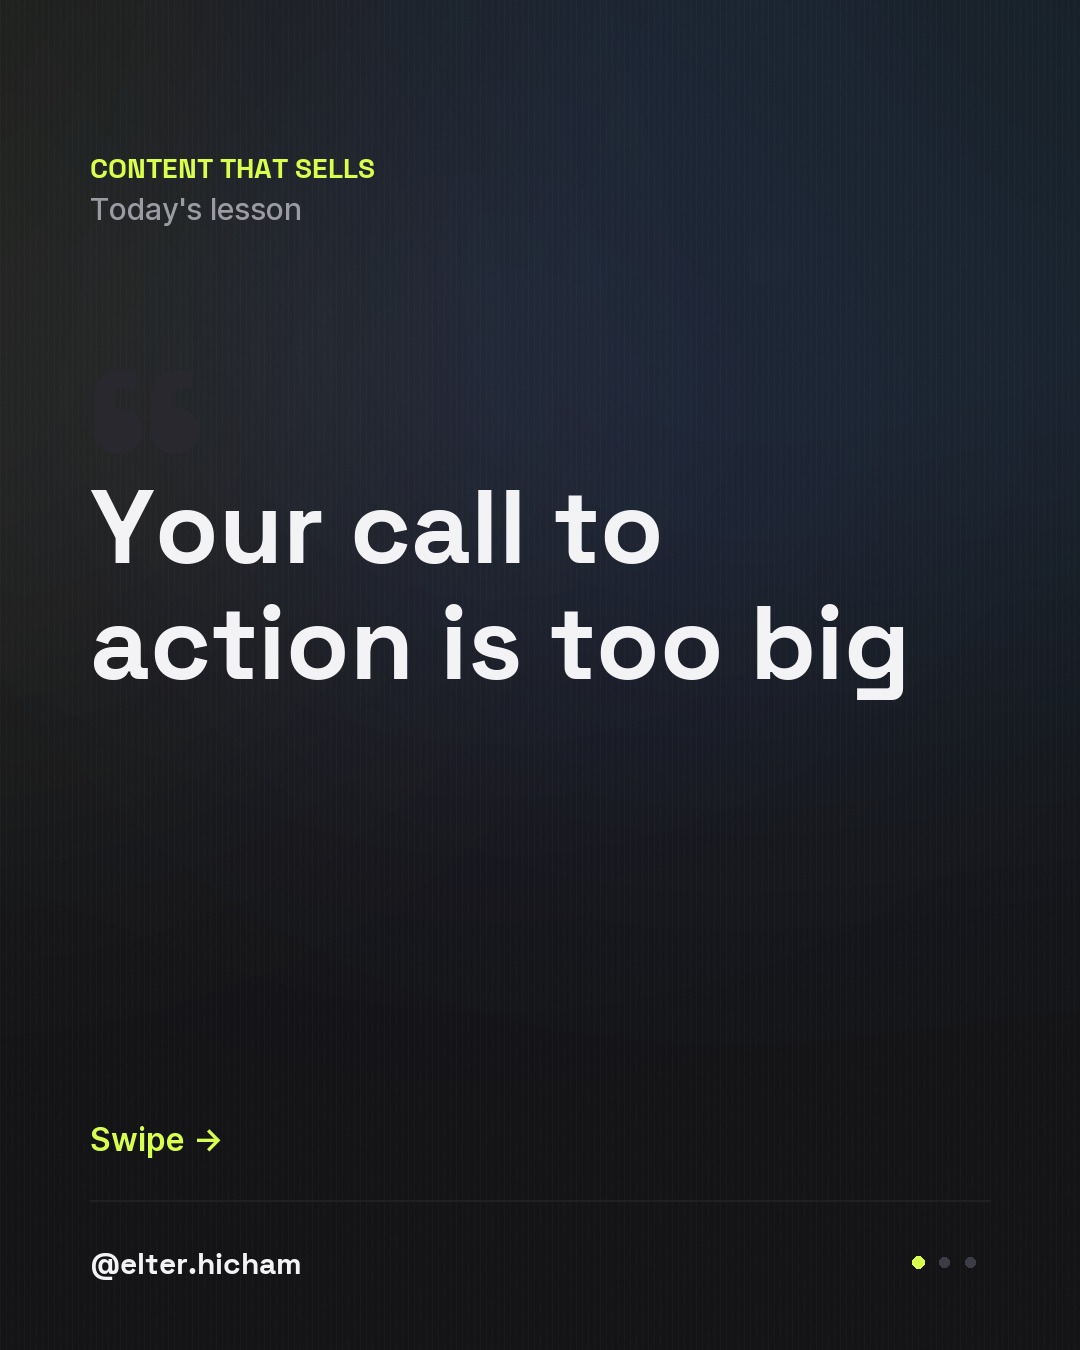 CONTENT THAT SELLS
Today's lesson
“
Your call to
action is too big
Swipe →
@elter.hicham